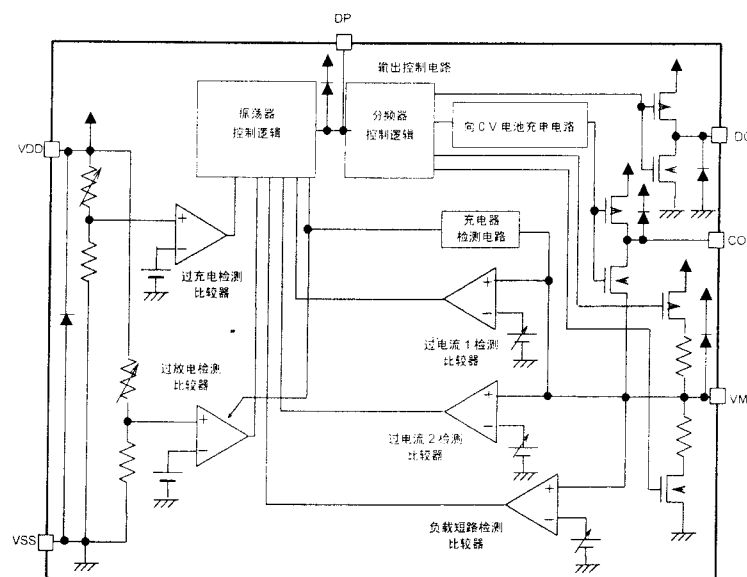 DP
输出控制电路
振荡器
控制逻辑
分频器
控制逻辑
向0V电池充电电路
DO
VDD
充电器
检测电路
CO
过充电检测
比较器
过电流1检测
比较器
过放电检测
比较器
VM
过电流2检测
比较器
负载短路检测
比较器
VSS